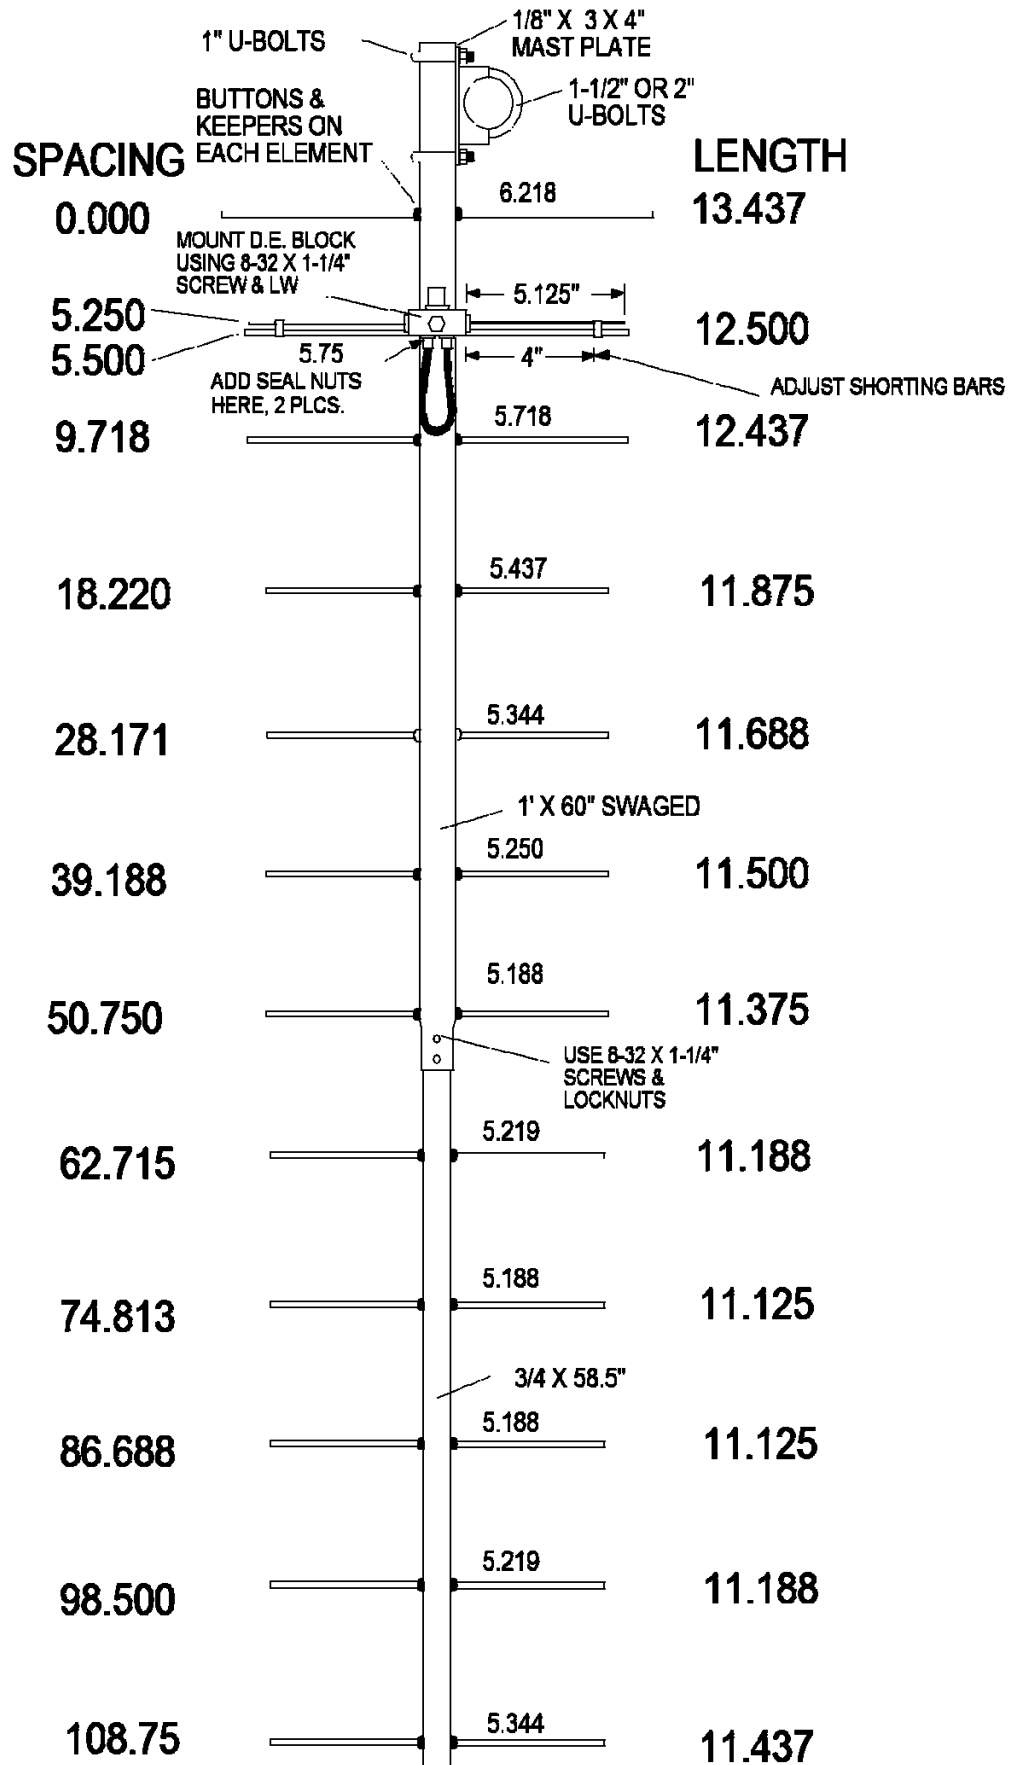 1/8" X 3 X 4"
MAST PLATE
1" U-BOLTS
1-1/2" OR 2"
U-BOLTS
BUTTONS &
KEEPERS ON
EACH ELEMENT
SPACING
LENGTH
0.000
6.218
13.437
MOUNT D.E. BLOCK
USING 8-32 X 1-1/4"
SCREW & LW
5.250
5.125"
12.500
5.500
5.75
4"
ADD SEAL NUTS
HERE, 2 PLCS.
ADJUST SHORTING BARS
9.718
5.718
12.437
18.220
5.437
11.875
28.171
5.344
11.688
1' X 60" SWAGED
39.188
5.250
11.500
50.750
5.188
11.375
USE 8-32 X 1-1/4"
SCREWS &
LOCKNUTS
62.715
5.219
11.188
74.813
5.188
11.125
3/4 X 58.5"
86.688
5.188
11.125
98.500
5.219
11.188
108.75
5.344
11.437